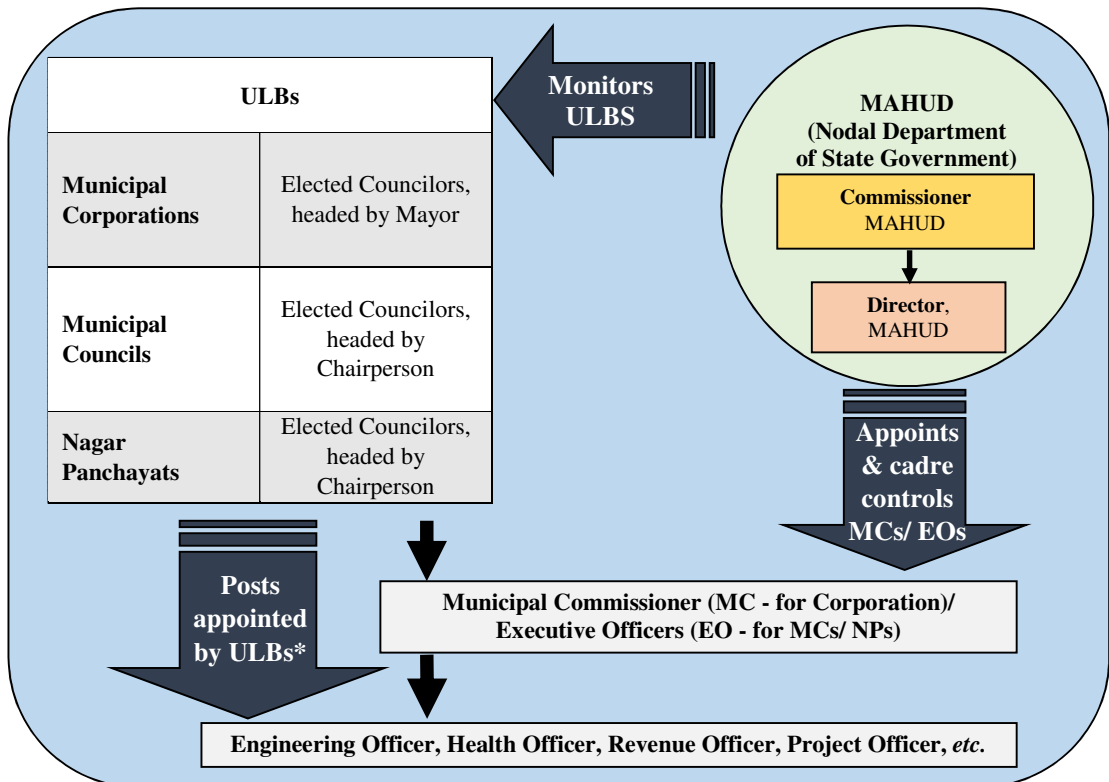 ULBs
Municipal
Corporations
Elected Councilors,
headed by Mayor
Municipal
Councils
Elected Councilors,
headed by
Chairperson
Nagar
Panchayats
Elected Councilors,
headed by
Chairperson
Monitors
ULBS
MAHUD
(Nodal Department
of State Government)
Commissioner
MAHUD
Director,
MAHUD
Appoints
& cadre
controls
MCs/ EOs
Posts
appointed
by ULBs*
Municipal Commissioner (MC - for Corporation)/
Executive Officers (EO - for MCs/ NPs)
Engineering Officer, Health Officer, Revenue Officer, Project Officer, etc.